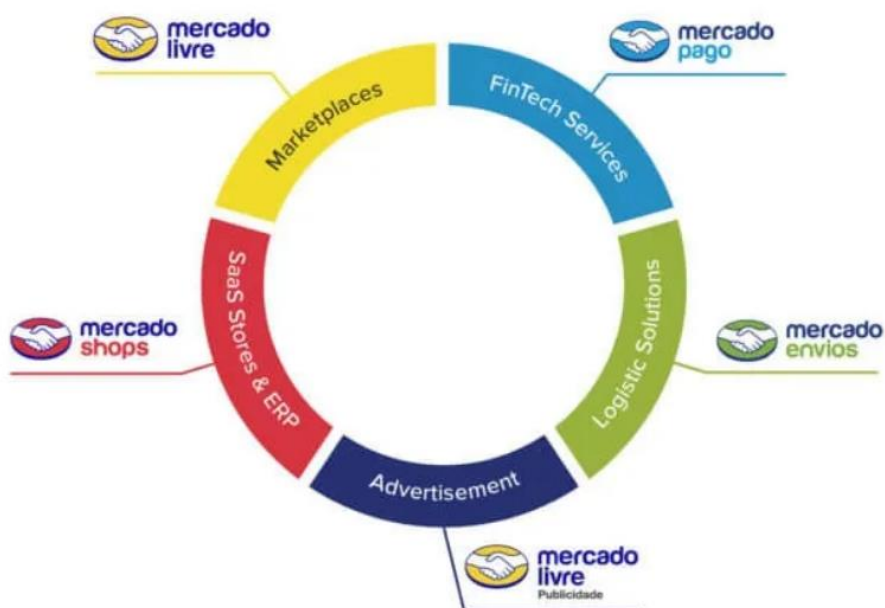 mercado
livre
mercado
pago
Marketplaces
FinTech Services
SaaS Stores & ERP
Logistic Solutions
mercado
shops
mercado
envios
Advertisement
mercado
livre
Publicidade